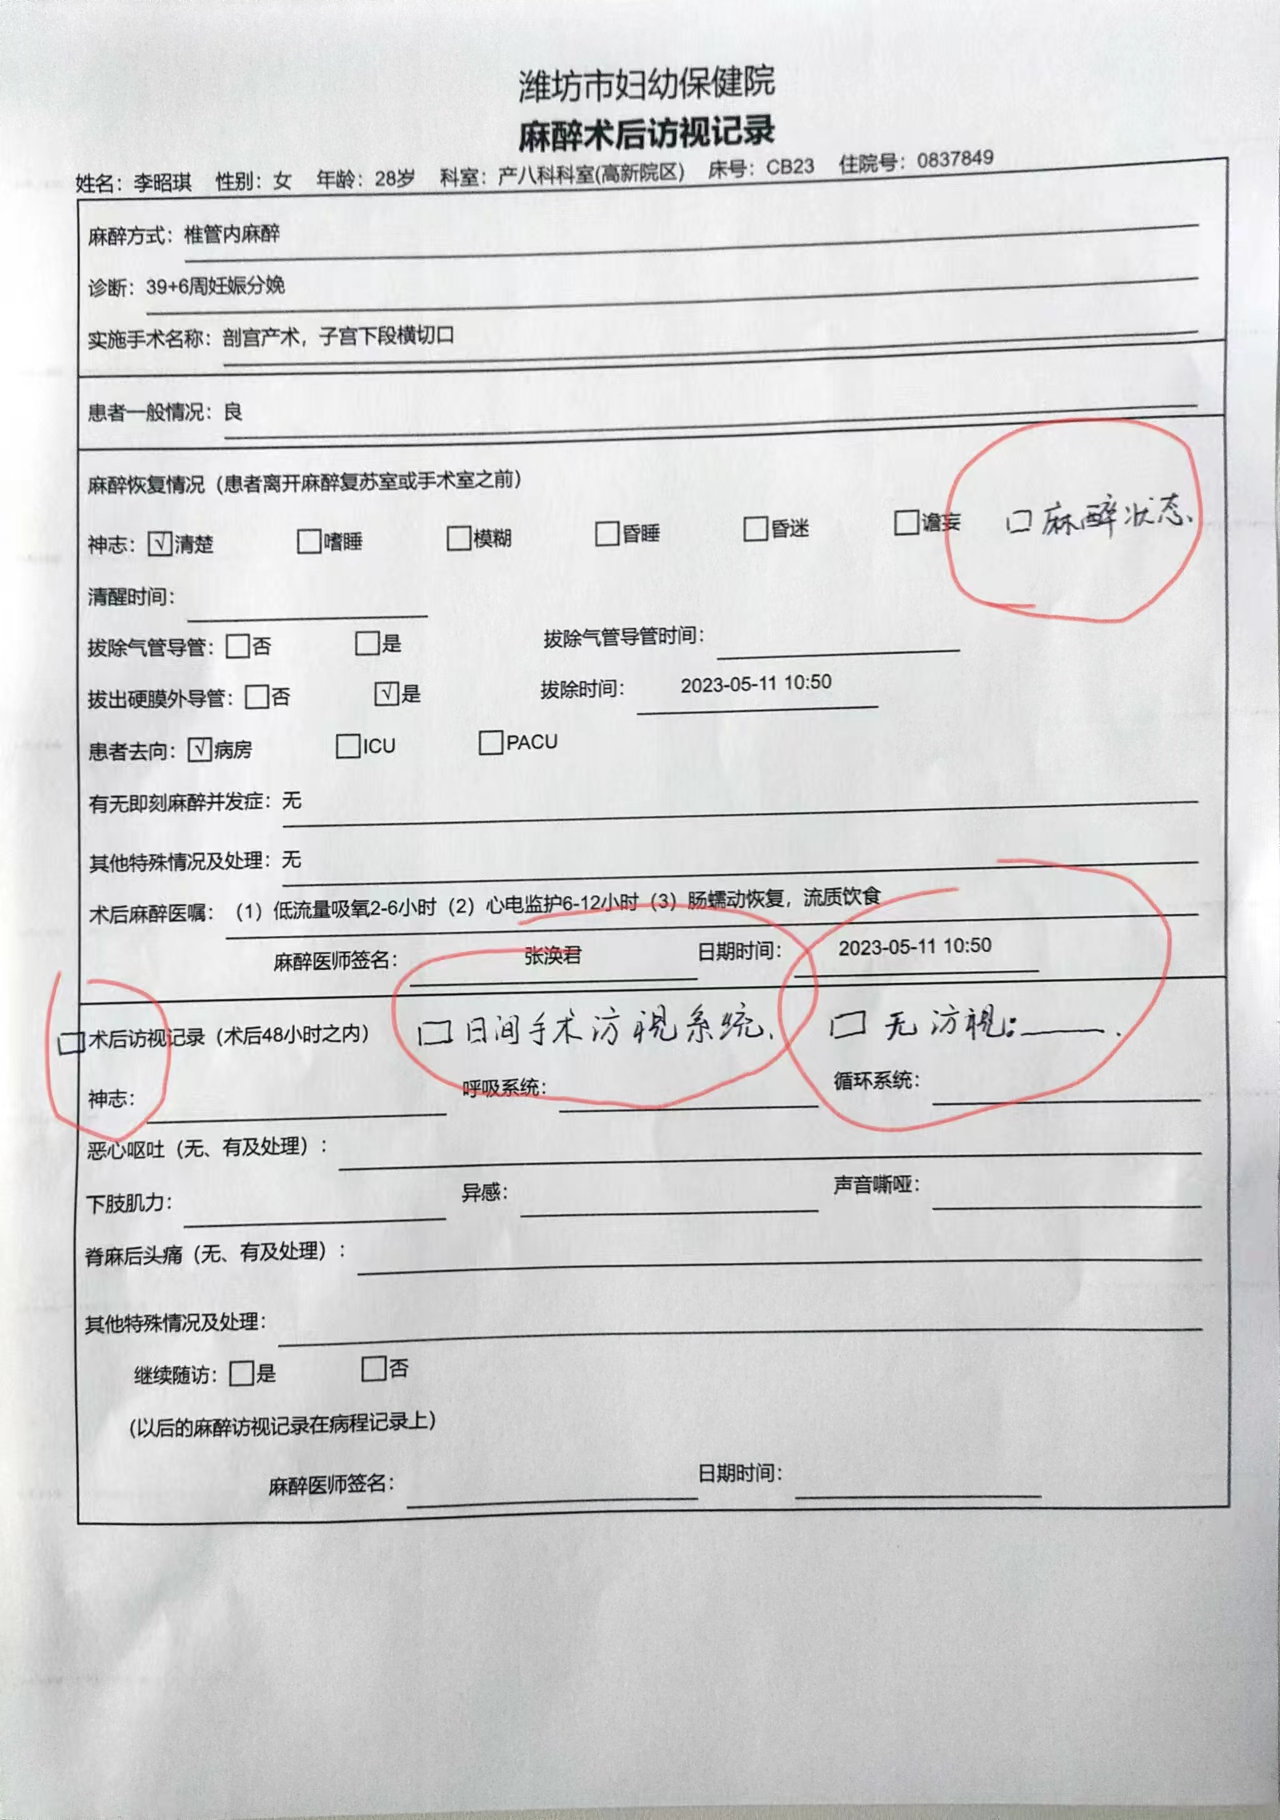 潍坊市妇幼保健院
麻醉术后访视记录
姓名：李昭琪 性别：女 年龄：28岁 科室：产八科科室(高新院区) 床号：CB23 住院号：0837849
麻醉方式：椎管内麻醉
诊断：39+6周妊娠分娩
实施手术名称：剖宫产术，子宫下段横切口
患者一般情况：良
麻醉恢复情况（患者离开麻醉复苏室或手术室之前）
神志：☑清楚 □嗜睡 □模糊 □昏睡 □昏迷 □谵妄 □麻醉状态、
清醒时间：
拔除气管导管：□否 □是 拔除气管导管时间：
拔出硬膜外导管：□否 ☑是 拔除时间： 2023-05-11 10:50
患者去向：☑病房 □ICU □PACU
有无即刻麻醉并发症：无
其他特殊情况及处理：无
术后麻醉医嘱：（1）低流量吸氧2-6小时（2）心电监护6-12小时（3）肠蠕动恢复，流质饮食
麻醉医师签名： 张涣君 日期时间： 2023-05-11 10:50
□术后访视记录（术后48小时之内） □日间手术访视系统、 □无访视：____.
神志： 呼吸系统： 循环系统：
恶心呕吐（无、有及处理）：
下肢肌力： 异感： 声音嘶哑：
脊麻后头痛（无、有及处理）：
其他特殊情况及处理：
继续随访：□是 □否
（以后的麻醉访视记录在病程记录上）
麻醉医师签名： 日期时间：